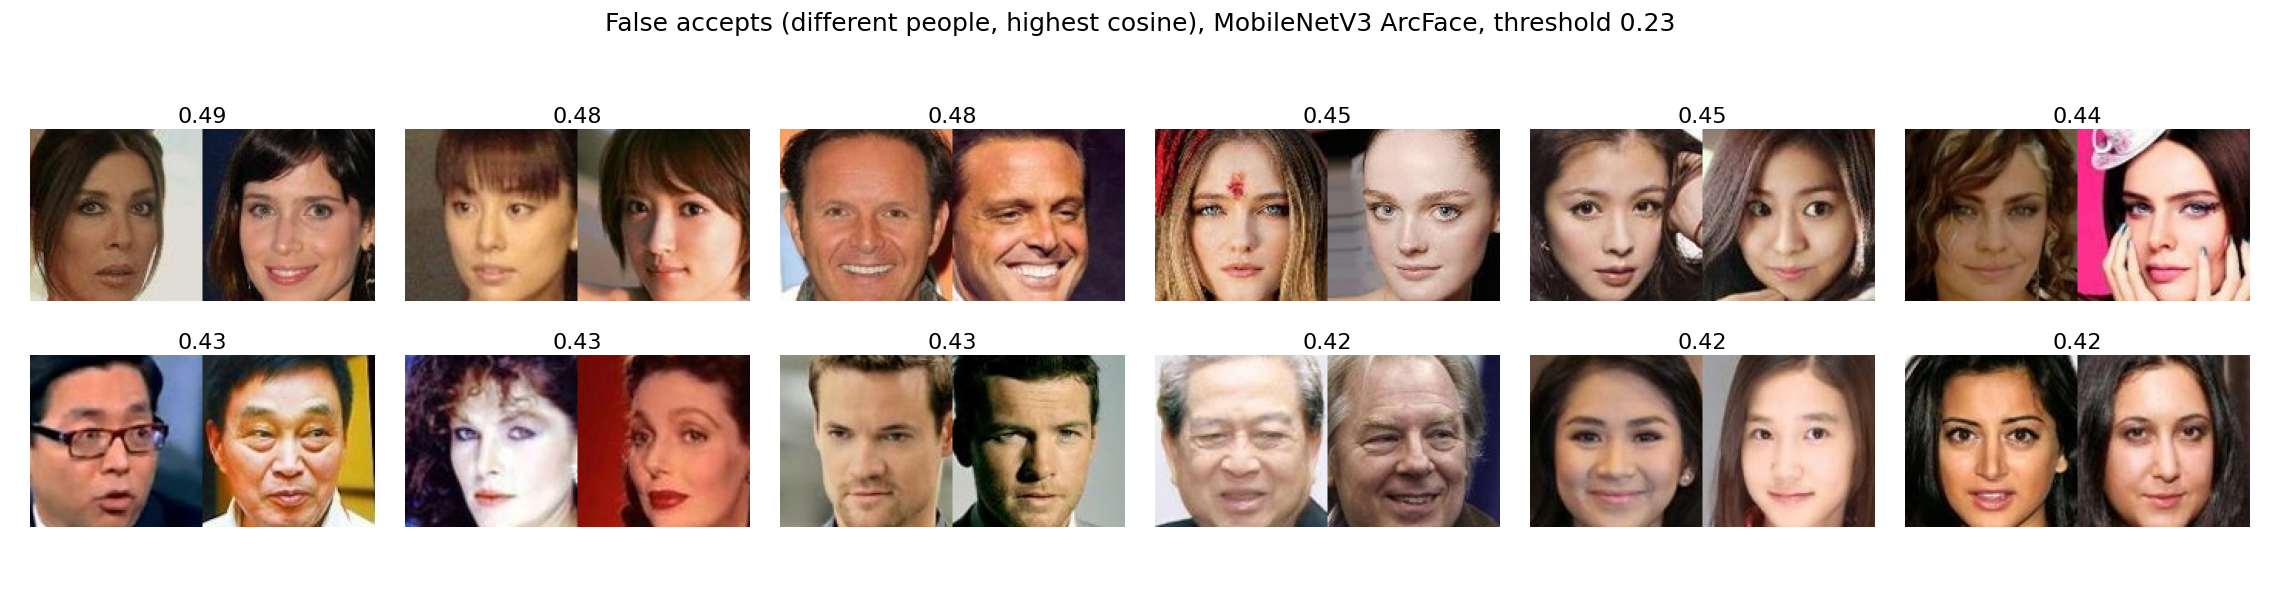 False accepts (different people, highest cosine), MobileNetV3 ArcFace, threshold 0.23
0.49 0.48 0.48 0.45 0.45 0.44
0.43 0.43 0.43 0.42 0.42 0.42